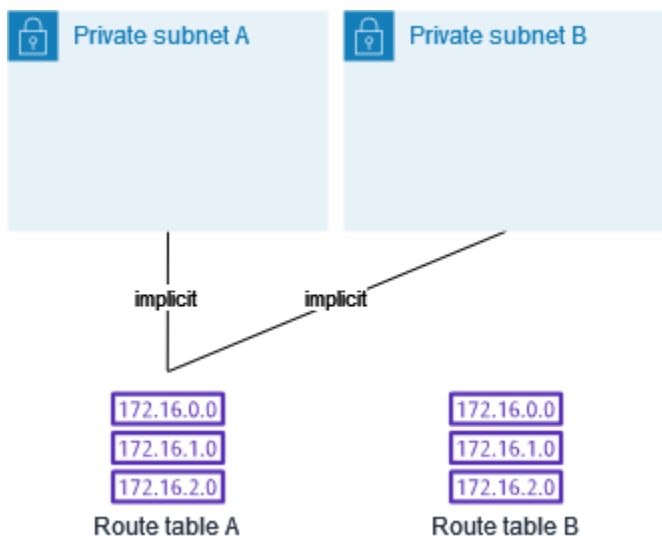 Private subnet A
Private subnet B
implicit
implicit
172.16.0.0
172.16.1.0
172.16.2.0
Route table A
172.16.0.0
172.16.1.0
172.16.2.0
Route table B